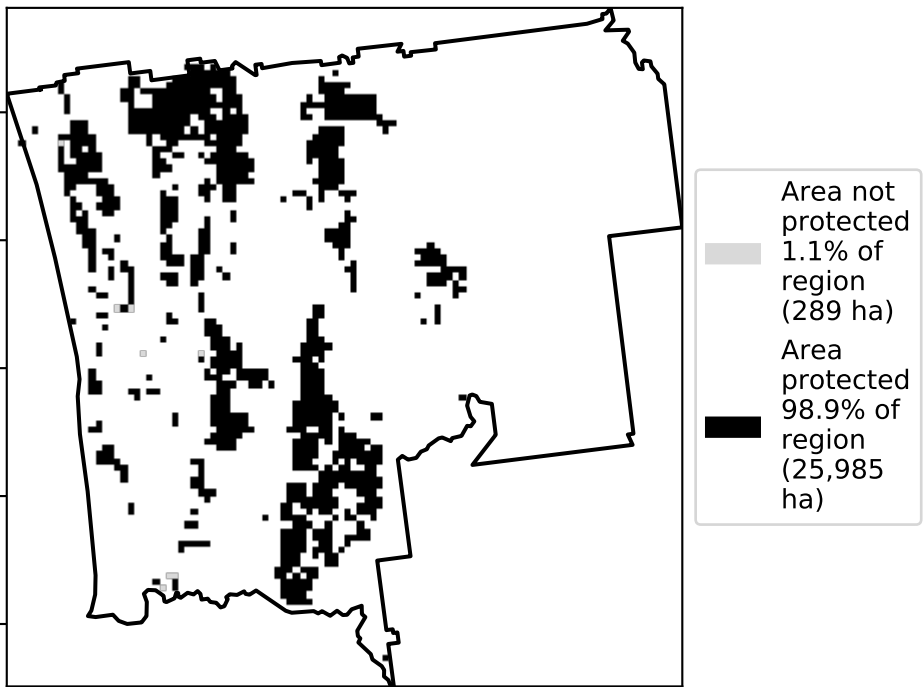 Area not
protected
1.1% of
region
(289 ha)
Area
protected
98.9% of
region
(25,985
ha)